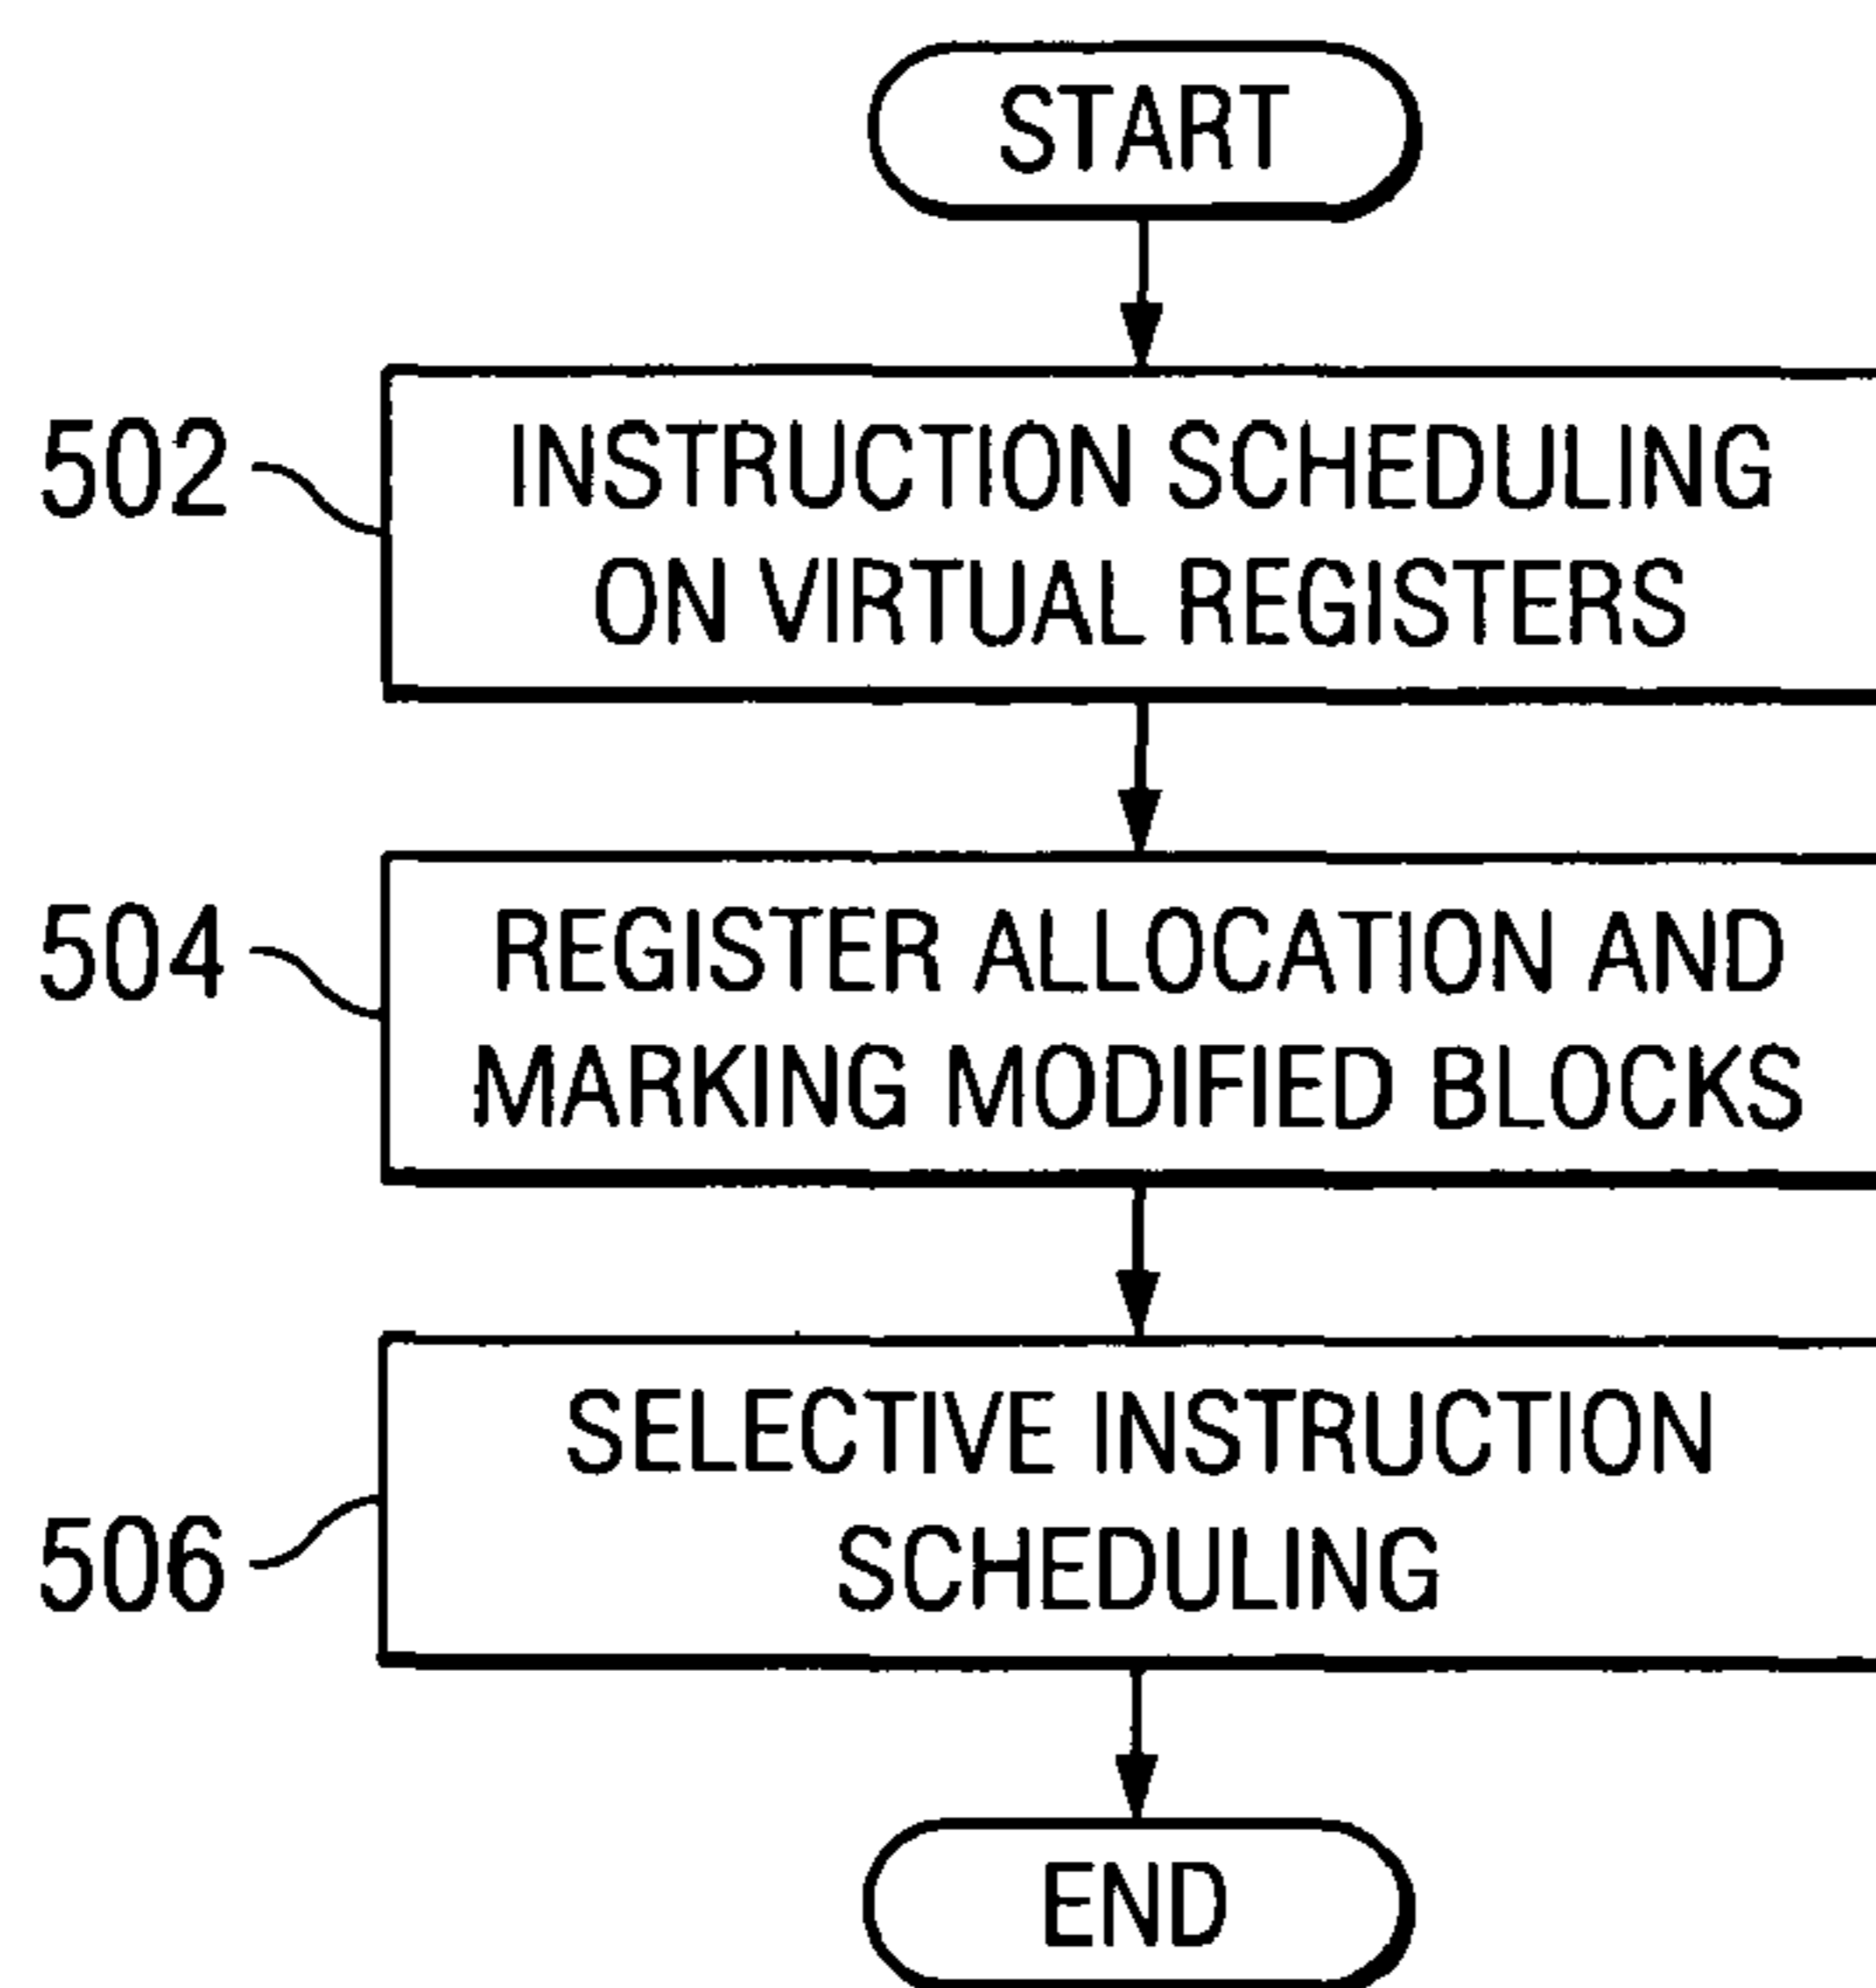 START
502
INSTRUCTION SCHEDULING
ON VIRTUAL REGISTERS
504
REGISTER ALLOCATION AND
MARKING MODIFIED BLOCKS
SELECTIVE INSTRUCTION
SCHEDULING
506
END